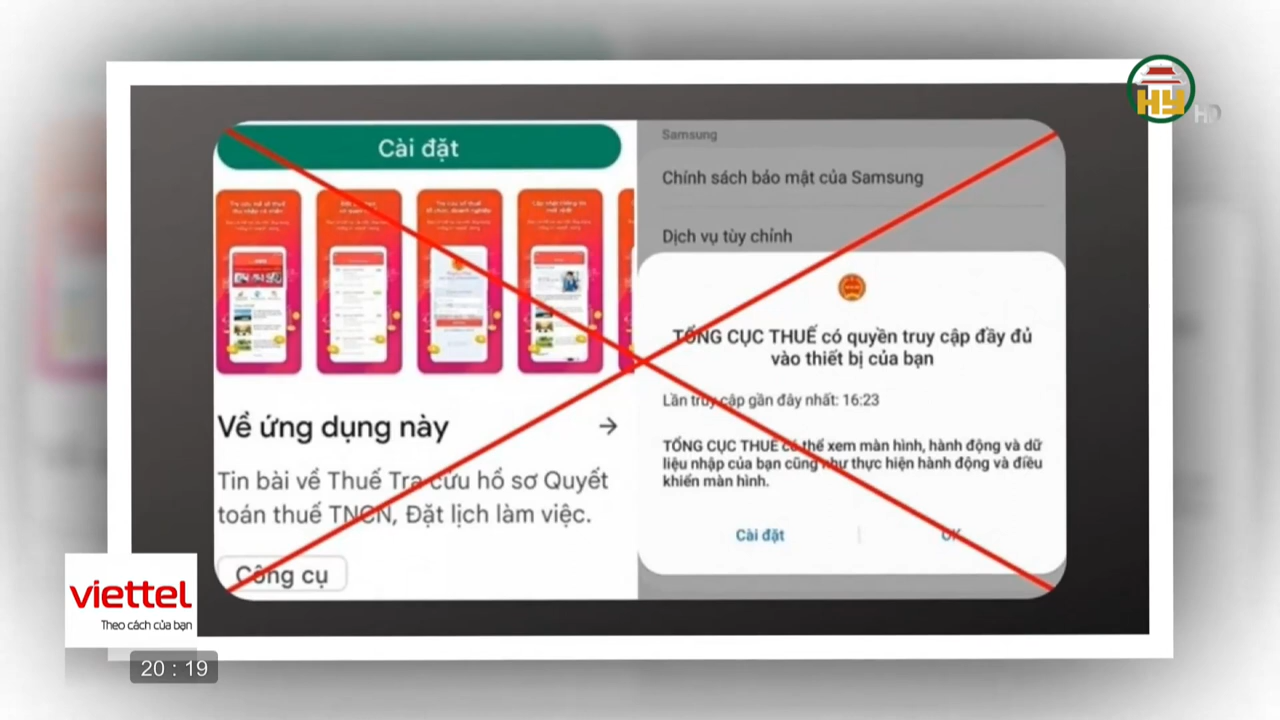 HY
HD
Cài đặt
Samsung
Chính sách báo mật của Samsung
Dịch vụ tùy chỉnh
TỔNG CỤC THUẾ có quyền truy cập đầy đủ
vào thiết bị của bạn
Lần truy cập gần đây nhất: 16:23
TỔNG CỤC THUẾ có thể xem màn hình, hành động và dữ
liệu nhập của bạn cũng như thực hiện hành động và điều
khiển màn hình.
Cài đặt
OK
Về ứng dụng này
Tin bài về Thuế Tra cứu hồ sơ Quyết
toán thuế TNCN, Đặt lịch làm việc.
Công cụ
viettel
Theo cách của bạn
20 : 19